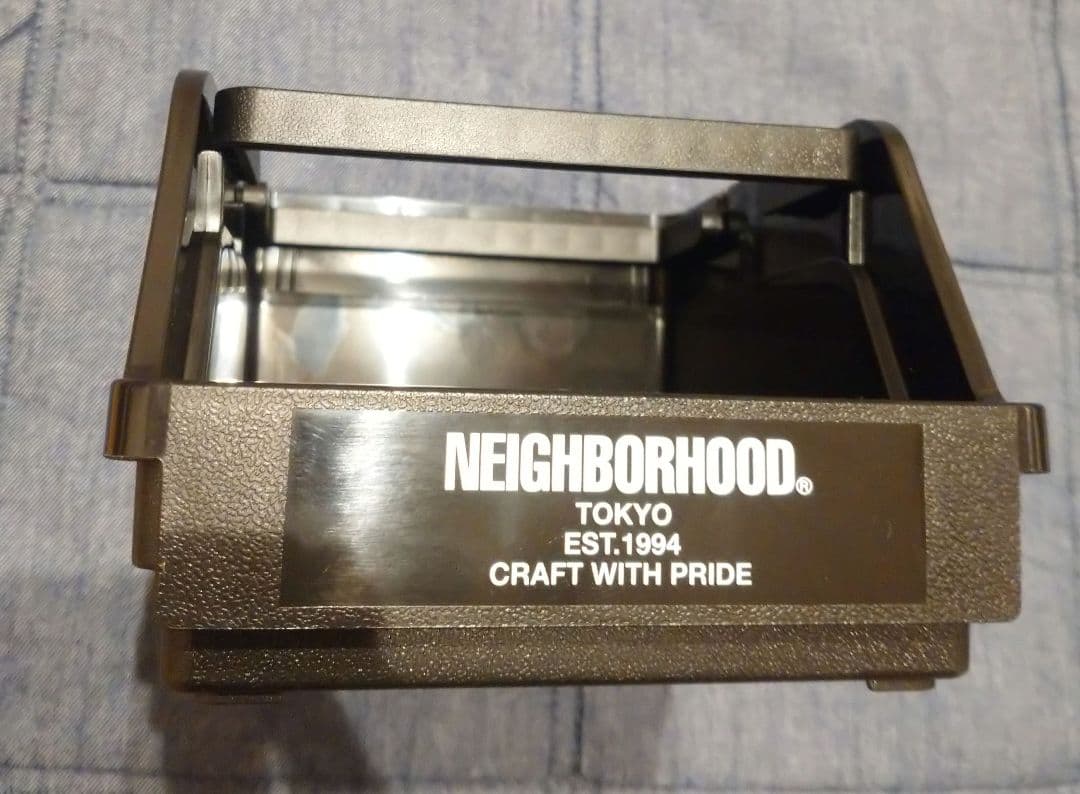 NEIGHBORHOOD®
TOKYO
EST.1994
CRAFT WITH PRIDE